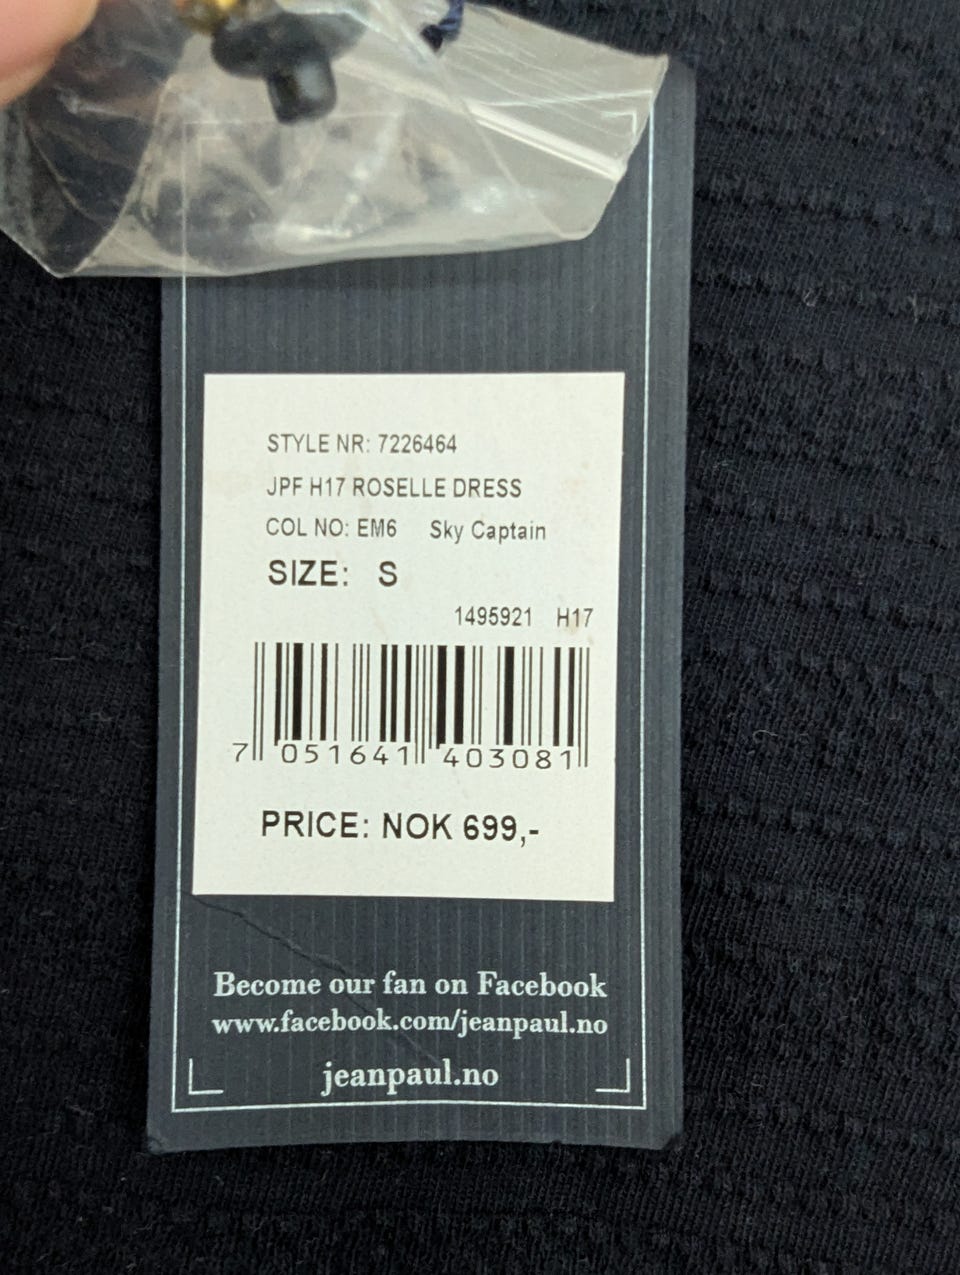 STYLE NR: 7226464
JPF H17 ROSELLE DRESS
COL NO: EM6 Sky Captain
SIZE: S
1495921 H17
7 051641 403081
PRICE: NOK 699,-
Become our fan on Facebook
www.facebook.com/jeanpaul.no
jeanpaul.no